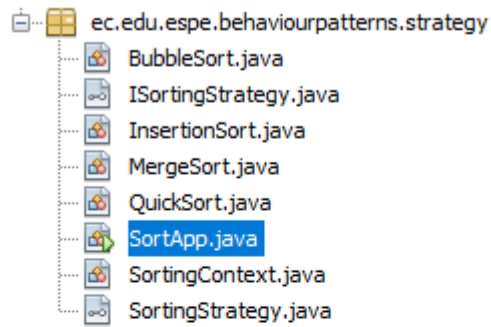 ec.edu.espe.behaviourpatterns.strategy
BubbleSort.java
ISortingStrategy.java
InsertionSort.java
MergeSort.java
QuickSort.java
SortApp.java
SortingContext.java
SortingStrategy.java